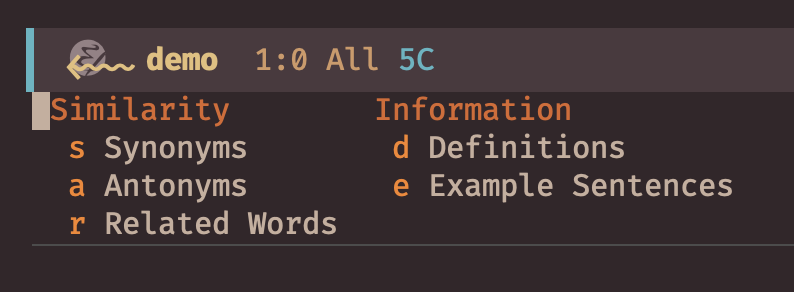 demo 1:0 All 5C
Similarity Information
s Synonyms d Definitions
a Antonyms e Example Sentences
r Related Words